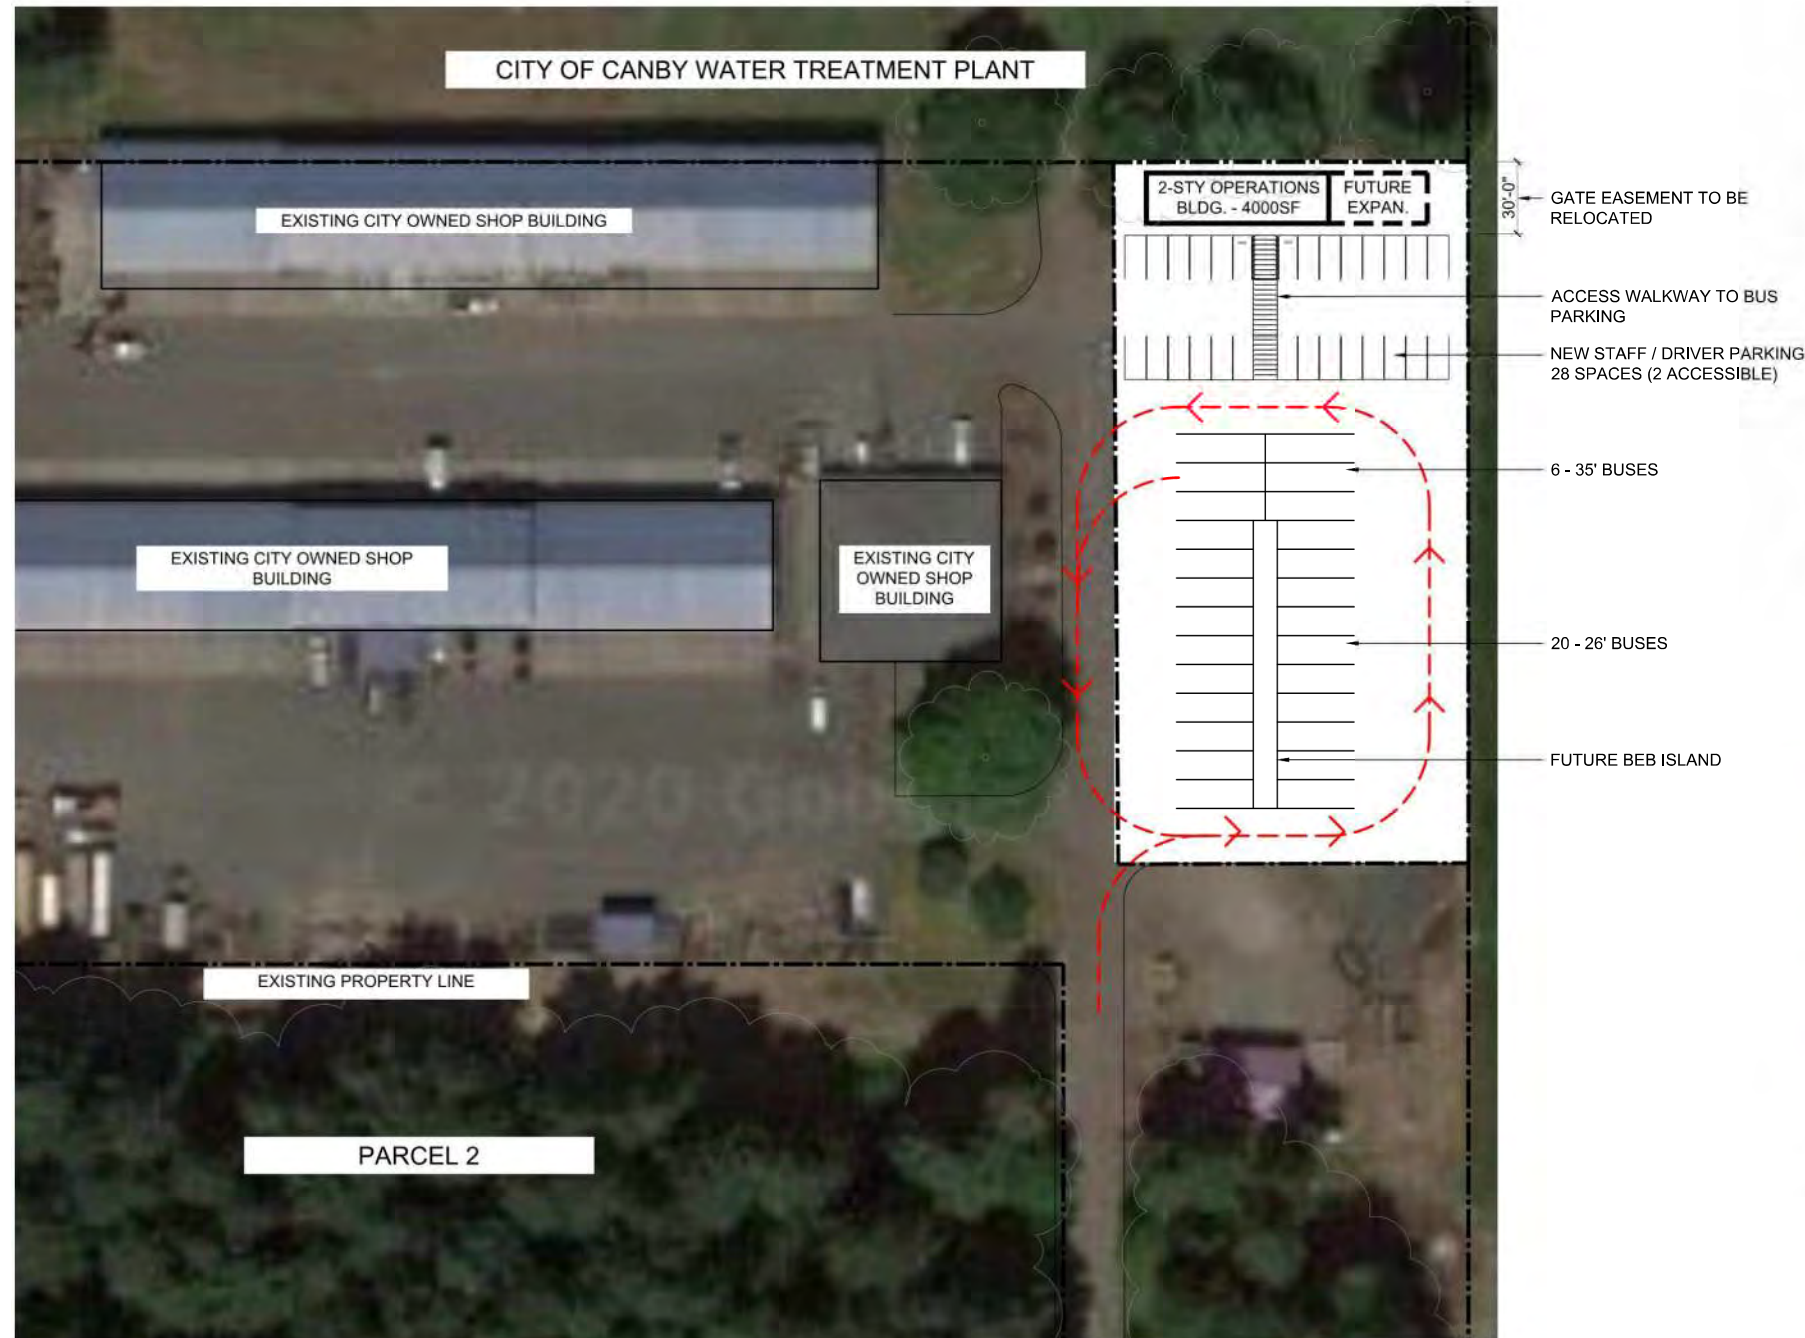 CITY OF CANBY WATER TREATMENT PLANT
2-STY OPERATIONS
BLDG. - 4000SF
FUTURE
EXPAN.
30'-0"
GATE EASEMENT TO BE
RELOCATED
EXISTING CITY OWNED SHOP BUILDING
ACCESS WALKWAY TO BUS
PARKING
NEW STAFF / DRIVER PARKING
28 SPACES (2 ACCESSIBLE)
6 - 35' BUSES
EXISTING CITY OWNED SHOP
BUILDING
EXISTING CITY
OWNED SHOP
BUILDING
20 - 26' BUSES
FUTURE BEB ISLAND
EXISTING PROPERTY LINE
PARCEL 2